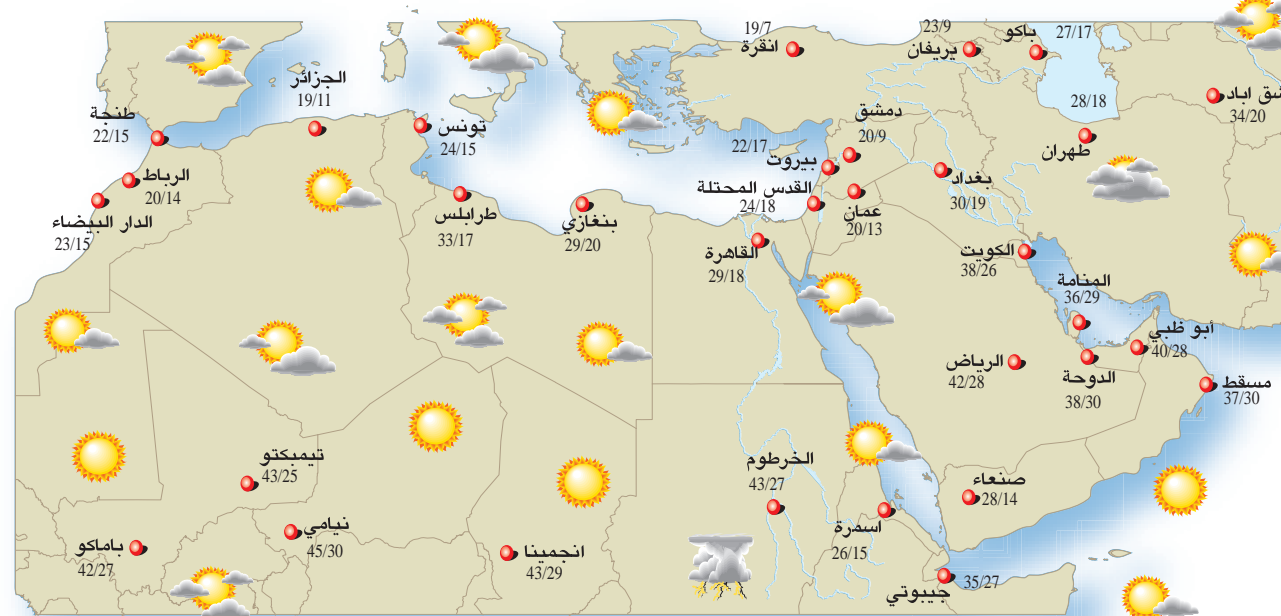 19/7
انقرة
23/9
يريفان
باكو
27/17
28/18
شق اباد
34/20
الجزائر
19/11
طنجة
22/15
تونس
24/15
دمشق
20/9
22/17
بيروت
طهران
الرباط
20/14
بغداد
30/19
القدس المحتلة
24/18
عمان
20/13
الدار البيضاء
23/15
طرابلس
33/17
بنغازي
29/20
القاهرة
29/18
الكويت
38/26
المنامة
36/29
أبو ظبي
40/28
الرياض
42/28
الدوحة
38/30
مسقط
37/30
تيمبكتو
43/25
الخرطوم
43/27
صنعاء
28/14
نيامي
45/30
باماكو
42/27
انجمينا
43/29
اسمرة
26/15
35/27
جيبوتي